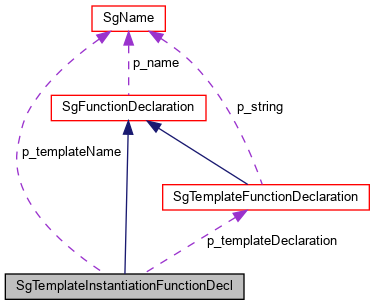 SgName
p_name
SgFunctionDeclaration
p_string
p_templateName
SgTemplateFunctionDeclaration
p_templateDeclaration
SgTemplateInstantiationFunctionDecl